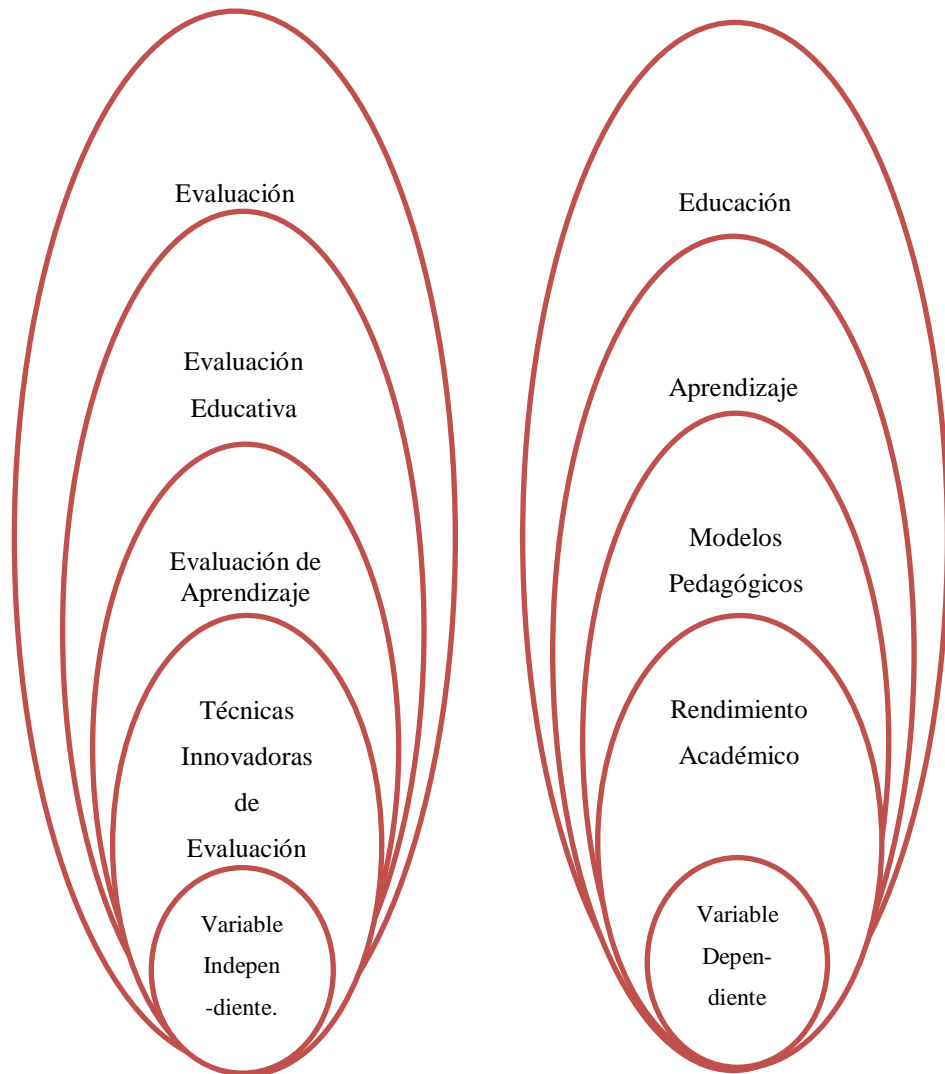 Evaluación
Evaluación
Educativa
Evaluación de
Aprendizaje
Técnicas
Innovadoras
de
Evaluación
Variable
Indepen
-diente.
Educación
Aprendizaje
Modelos
Pedagógicos
Rendimiento
Académico
Variable
Depen-
diente